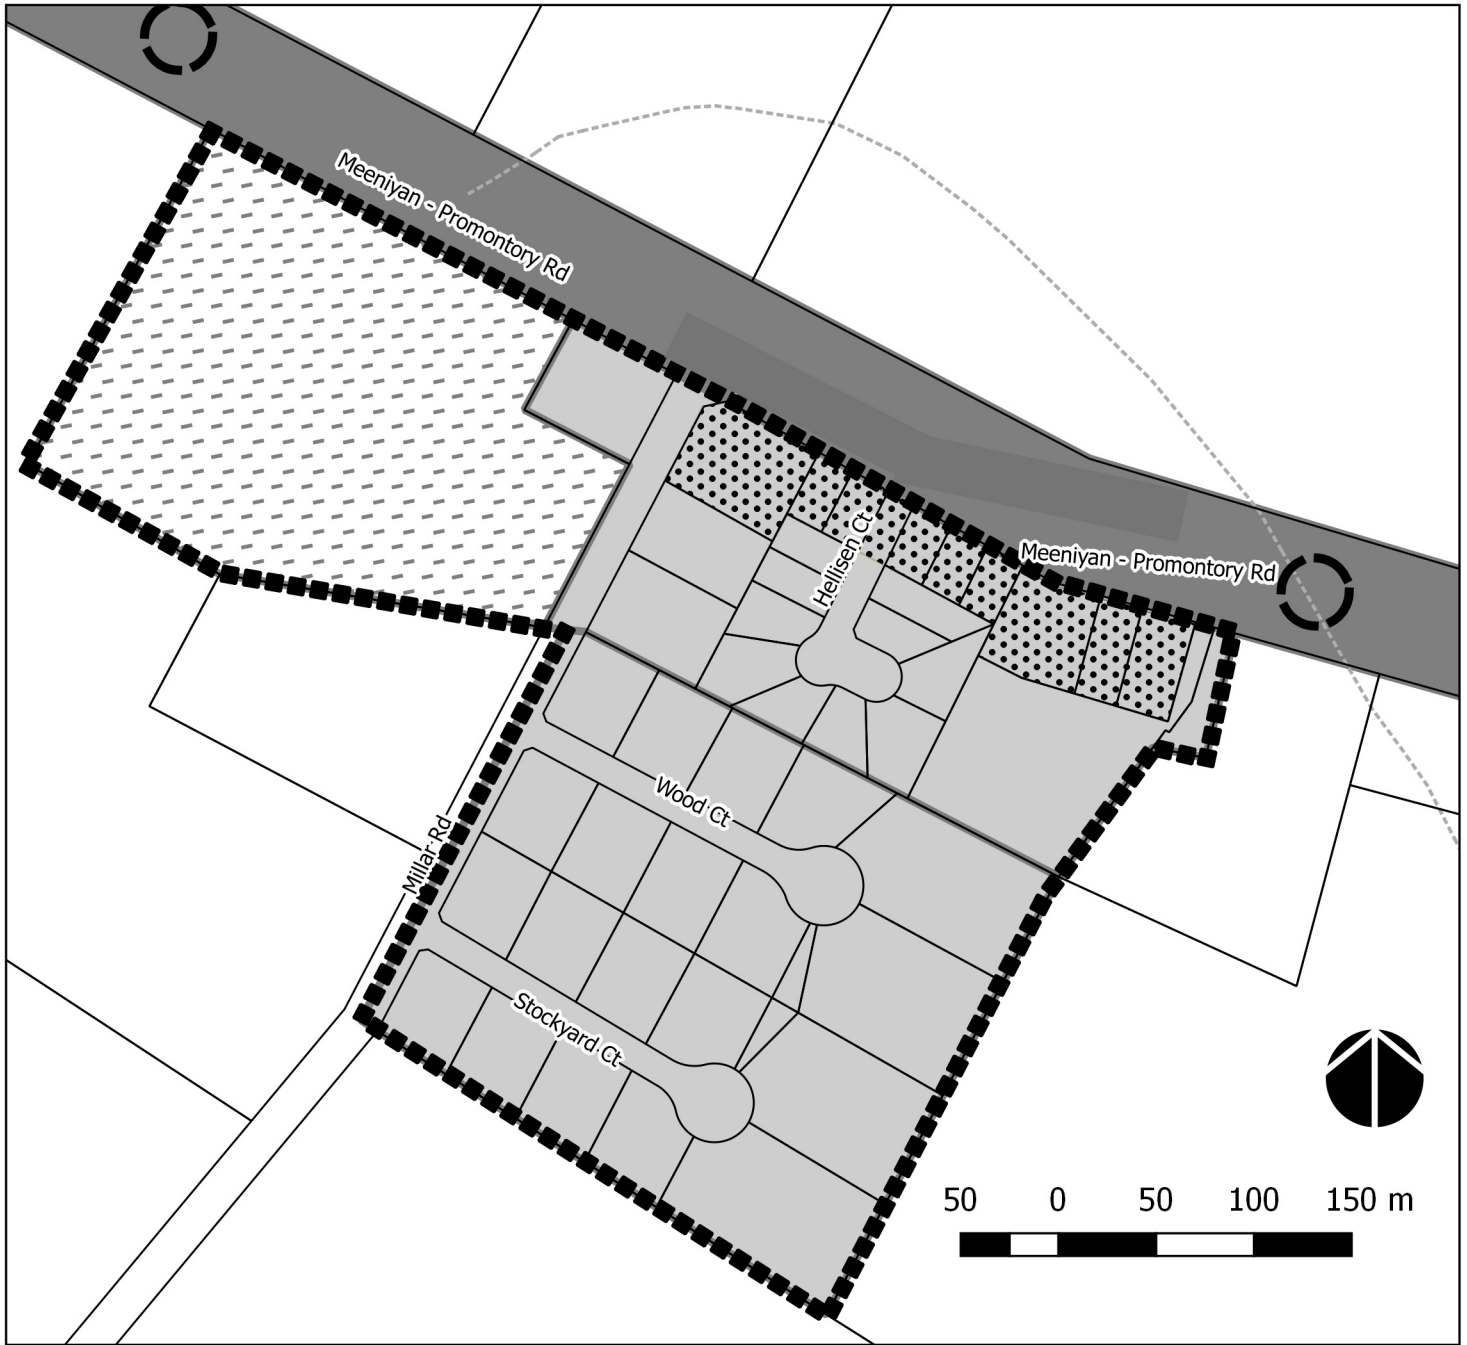 Meeniyan - Promontory Rd
Hellisen Ct
Meeniyan - Promontory Rd
Wood Ct
Millar Rd
Stockyard Ct
50 0 50 100 150 m